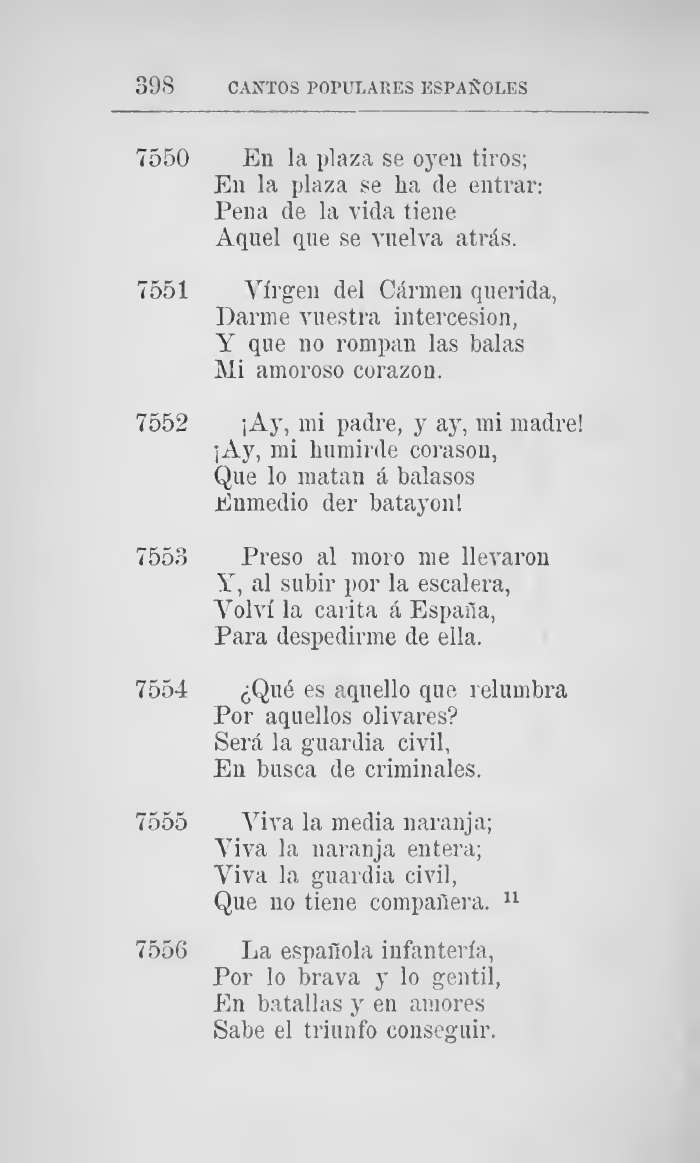 398 CANTOS POPULARES ESPAÑOLES
7550 En la plaza se oyen tiros;
En la plaza se ha de entrar:
Pena de la vida tiene
Aquel que se vuelva atrás.
7551 Vírgen del Cármen querida,
Darme vuestra intercesion,
Y que no rompan las balas
Mi amoroso corazon.
7552 ¡Ay, mi padre, y ay, mi madre!
¡Ay, mi humirde corason,
Que lo matan á balasos
Enmedio der batayon!
7553 Preso al moro me llevaron
Y, al subir por la escalera,
Volví la carita á España,
Para despedirme de ella.
7554 ¿Qué es aquello que relumbra
Por aquellos olivares?
Será la guardia civil,
En busca de criminales.
7555 Viva la media naranja;
Viva la naranja entera;
Viva la guardia civil,
Que no tiene compañera. 11
7556 La española infantería,
Por lo brava y lo gentil,
En batallas y en amores
Sabe el triunfo conseguir.